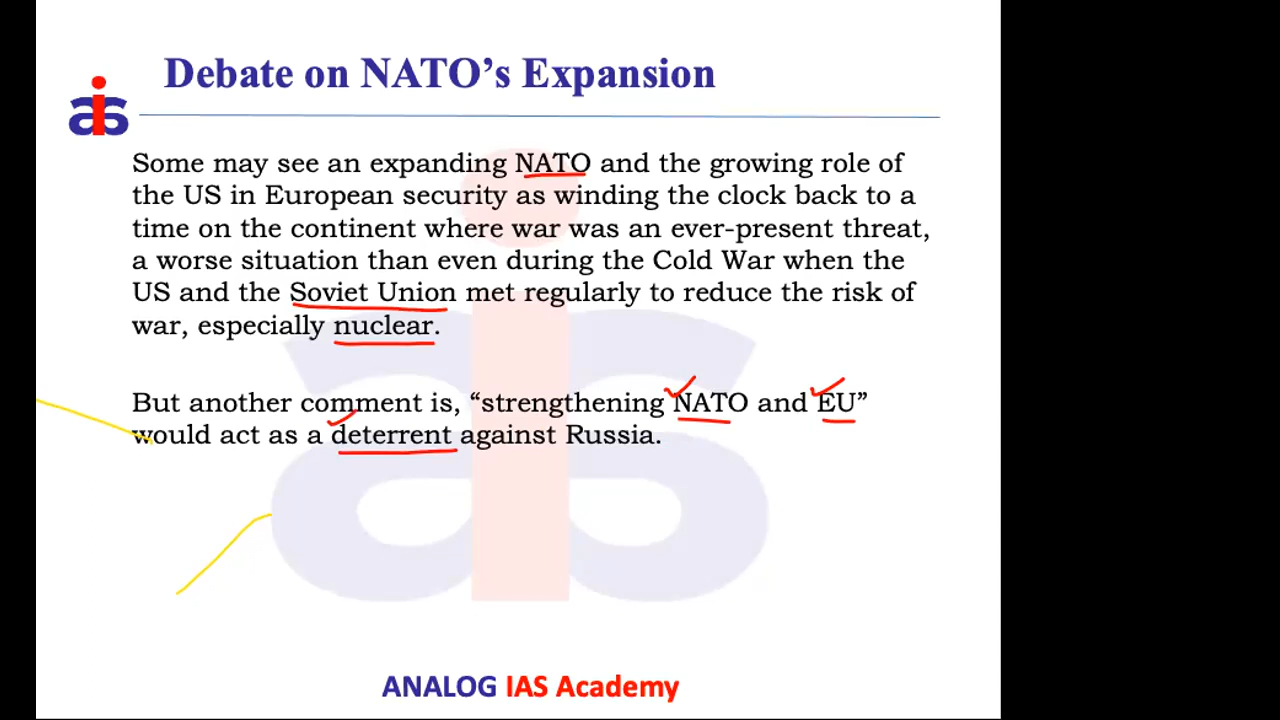 Debate on NATO's Expansion
Some may see an expanding NATO and the growing role of
the US in European security as winding the clock back to a
time on the continent where war was an ever-present threat,
a worse situation than even during the Cold War when the
US and the Soviet Union met regularly to reduce the risk of
war, especially nuclear.
But another comment is, “strengthening NATO and EU”
would act as a deterrent against Russia.
ANALOG IAS Academy